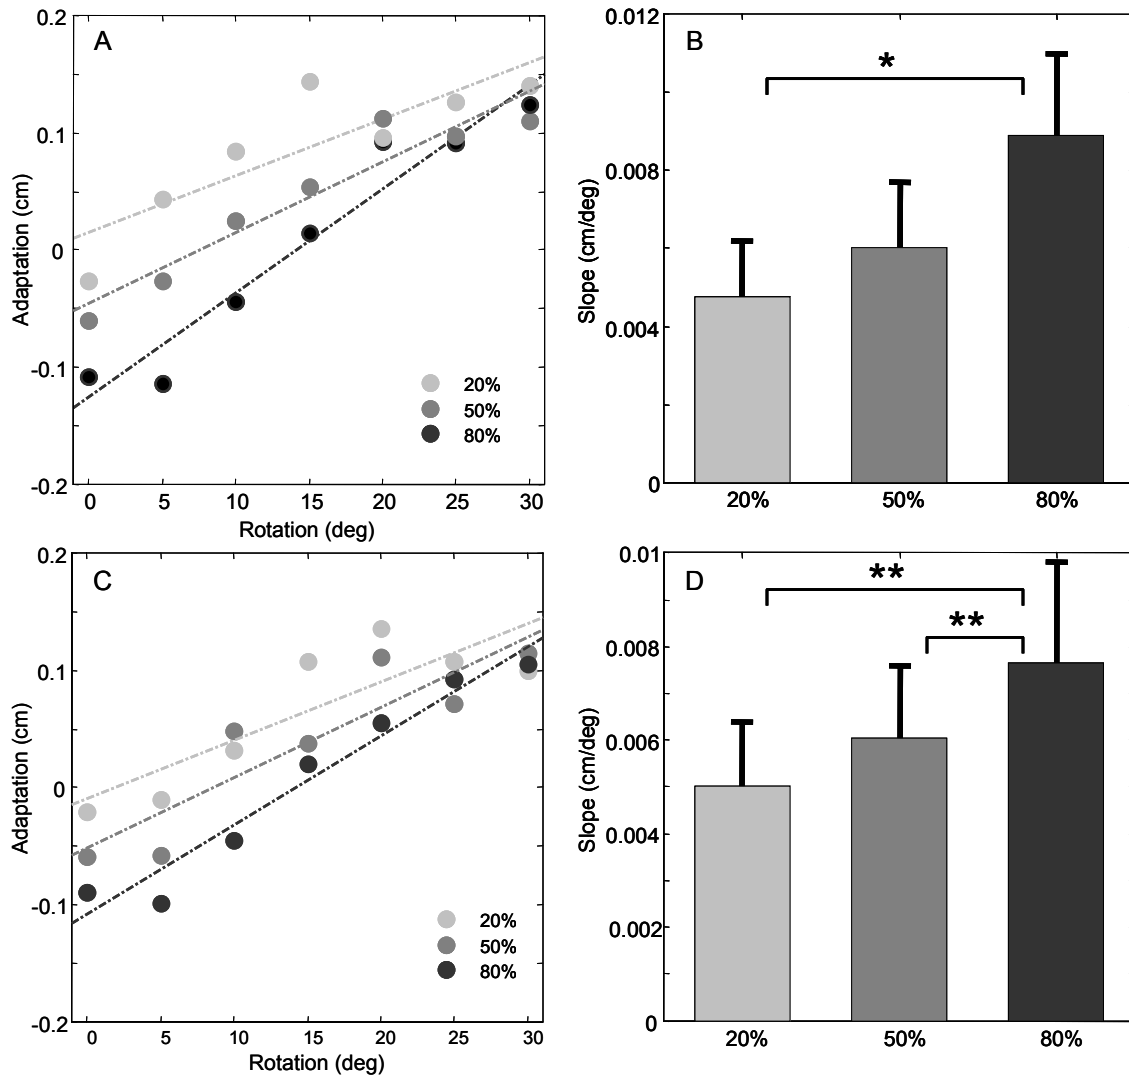 A
0.2
0.1
0
-0.1
-0.2
Adaptation (cm)
0 5 10 15 20 25 30
Rotation (deg)
20%
50%
80%
B
*
0.012
0.008
0.004
0
Slope (cm/deg)
20% 50% 80%
C
0.2
0.1
0
-0.1
-0.2
Adaptation (cm)
0 5 10 15 20 25 30
Rotation (deg)
20%
50%
80%
D
**
**
0.01
0.008
0.006
0.004
0.002
0
Slope (cm/deg)
20% 50% 80%